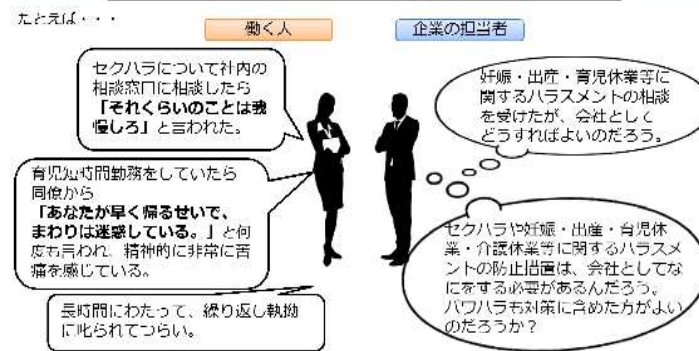 たとえば・・・
働く人
企業の担当者
セクハラについて社内の
相談窓口に相談したら
「それくらいのことは我
慢しろ」と言われた。
育児短時間勤務をしていたら
同僚から
「あなたが早く帰るせいで、
まわりは迷惑している。」と何
度も言われ、精神的に非常に苦
痛を感じている。
長時間にわたって、繰り返し執拗
に叱られてつらい。
妊娠・出産・育児休業等に
関するハラスメントの相談
を受けたが、会社として
どうすればよいのだろう。
セクハラや妊娠・出産・育児休
業・介護休業等に関するハラスメ
ントの防止措置は、会社としてな
にをする必要があるんだろう。
パワハラも対策に含めた方がよい
のだろうか？